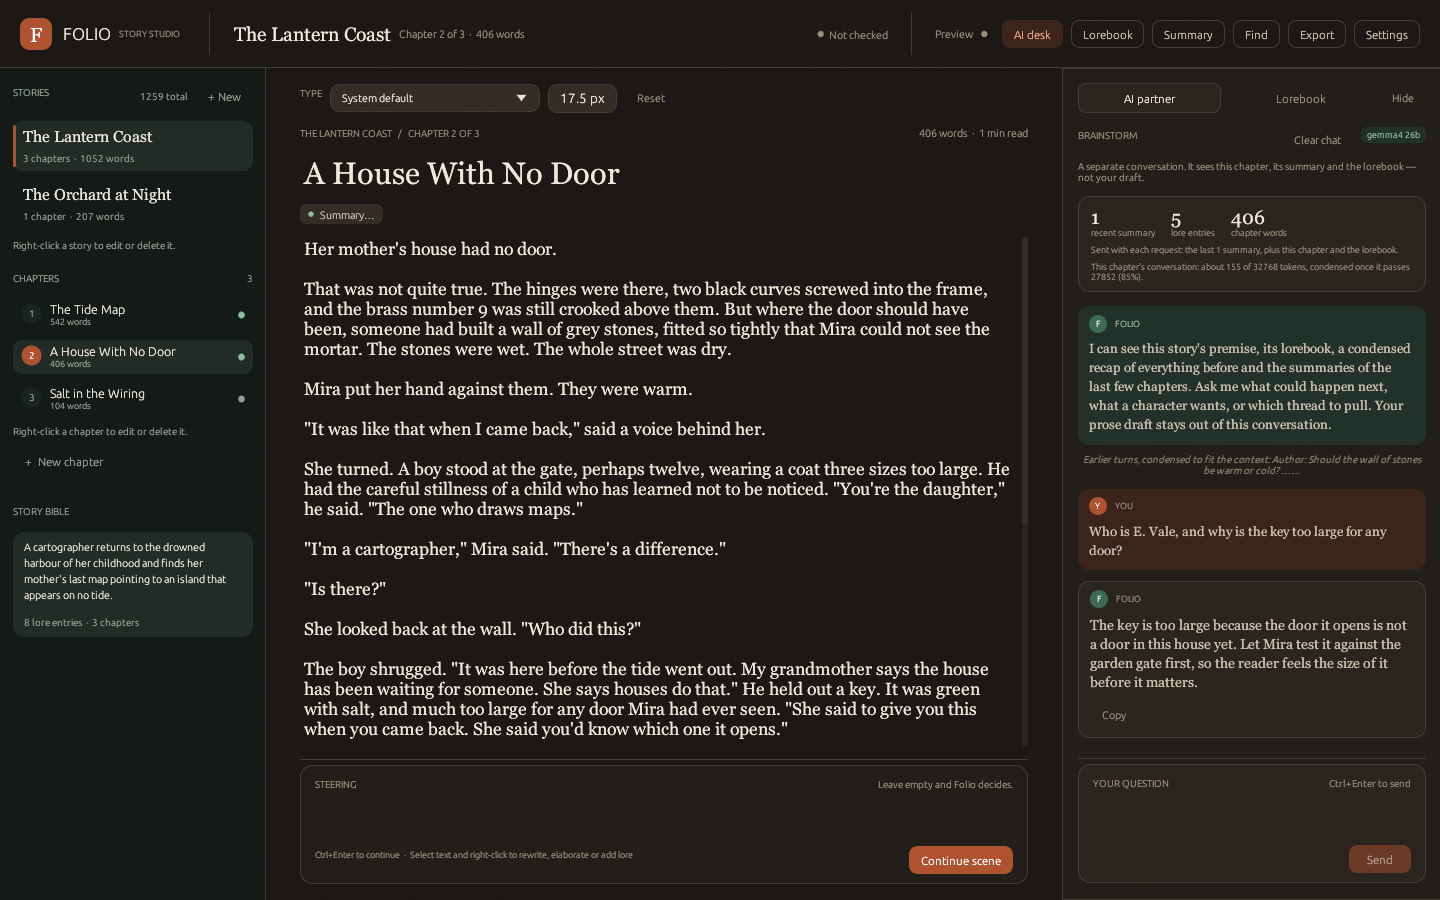 F FOLIO STORY STUDIO
The Lantern Coast Chapter 2 of 3 · 406 words
Not checked
Preview
AI desk
Lorebook
Summary
Find
Export
Settings
STORIES
1259 total
+ New
The Lantern Coast
3 chapters · 1052 words
The Orchard at Night
1 chapter · 207 words
Right-click a story to edit or delete it.
CHAPTERS 3
1 The Tide Map
542 words
2 A House With No Door
406 words
3 Salt in the Wiring
104 words
Right-click a chapter to edit or delete it.
+ New chapter
STORY BIBLE
A cartographer returns to the drowned
harbour of her childhood and finds her
mother's last map pointing to an island that
appears on no tide.
8 lore entries · 3 chapters
TYPE System default 17.5 px Reset
THE LANTERN COAST / CHAPTER 2 OF 3
406 words · 1 min read
A House With No Door
Summary...
Her mother's house had no door.
That was not quite true. The hinges were there, two black curves screwed into the frame,
and the brass number 9 was still crooked above them. But where the door should have
been, someone had built a wall of grey stones, fitted so tightly that Mira could not see the
mortar. The stones were wet. The whole street was dry.
Mira put her hand against them. They were warm.
"It was like that when I came back," said a voice behind her.
She turned. A boy stood at the gate, perhaps twelve, wearing a coat three sizes too large. He
had the careful stillness of a child who has learned not to be noticed. "You're the daughter,"
he said. "The one who draws maps."
"I'm a cartographer," Mira said. "There's a difference."
"Is there?"
She looked back at the wall. "Who did this?"
The boy shrugged. "It was here before the tide went out. My grandmother says the house
has been waiting for someone. She says houses do that." He held out a key. It was green
with salt, and much too large for any door Mira had ever seen. "She said to give you this
when you came back. She said you'd know which one it opens."
STEERING
Leave empty and Folio decides.
Ctrl+Enter to continue · Select text and right-click to rewrite, elaborate or add lore
Continue scene
AI partner
Lorebook
Hide
BRAINSTORM
Clear chat
gemma4 26b
A separate conversation. It sees this chapter, its summary and the lorebook —
not your draft.
1 5 406
recent summary lore entries chapter words
Sent with each request: the last 1 summary, plus this chapter and the lorebook.
This chapter's conversation: about 155 of 32768 tokens, condensed once it passes
27852 (85%).
F FOLIO
I can see this story's premise, its lorebook, a condensed
recap of everything before and the summaries of the
last few chapters. Ask me what could happen next,
what a character wants, or which thread to pull. Your
prose draft stays out of this conversation.
Earlier turns, condensed to fit the context: Author: Should the wall of stones
be warm or cold? ......
Y YOU
Who is E. Vale, and why is the key too large for any
door?
F FOLIO
The key is too large because the door it opens is not
a door in this house yet. Let Mira test it against the
garden gate first, so the reader feels the size of it
before it matters.
Copy
YOUR QUESTION
Ctrl+Enter to send
Send